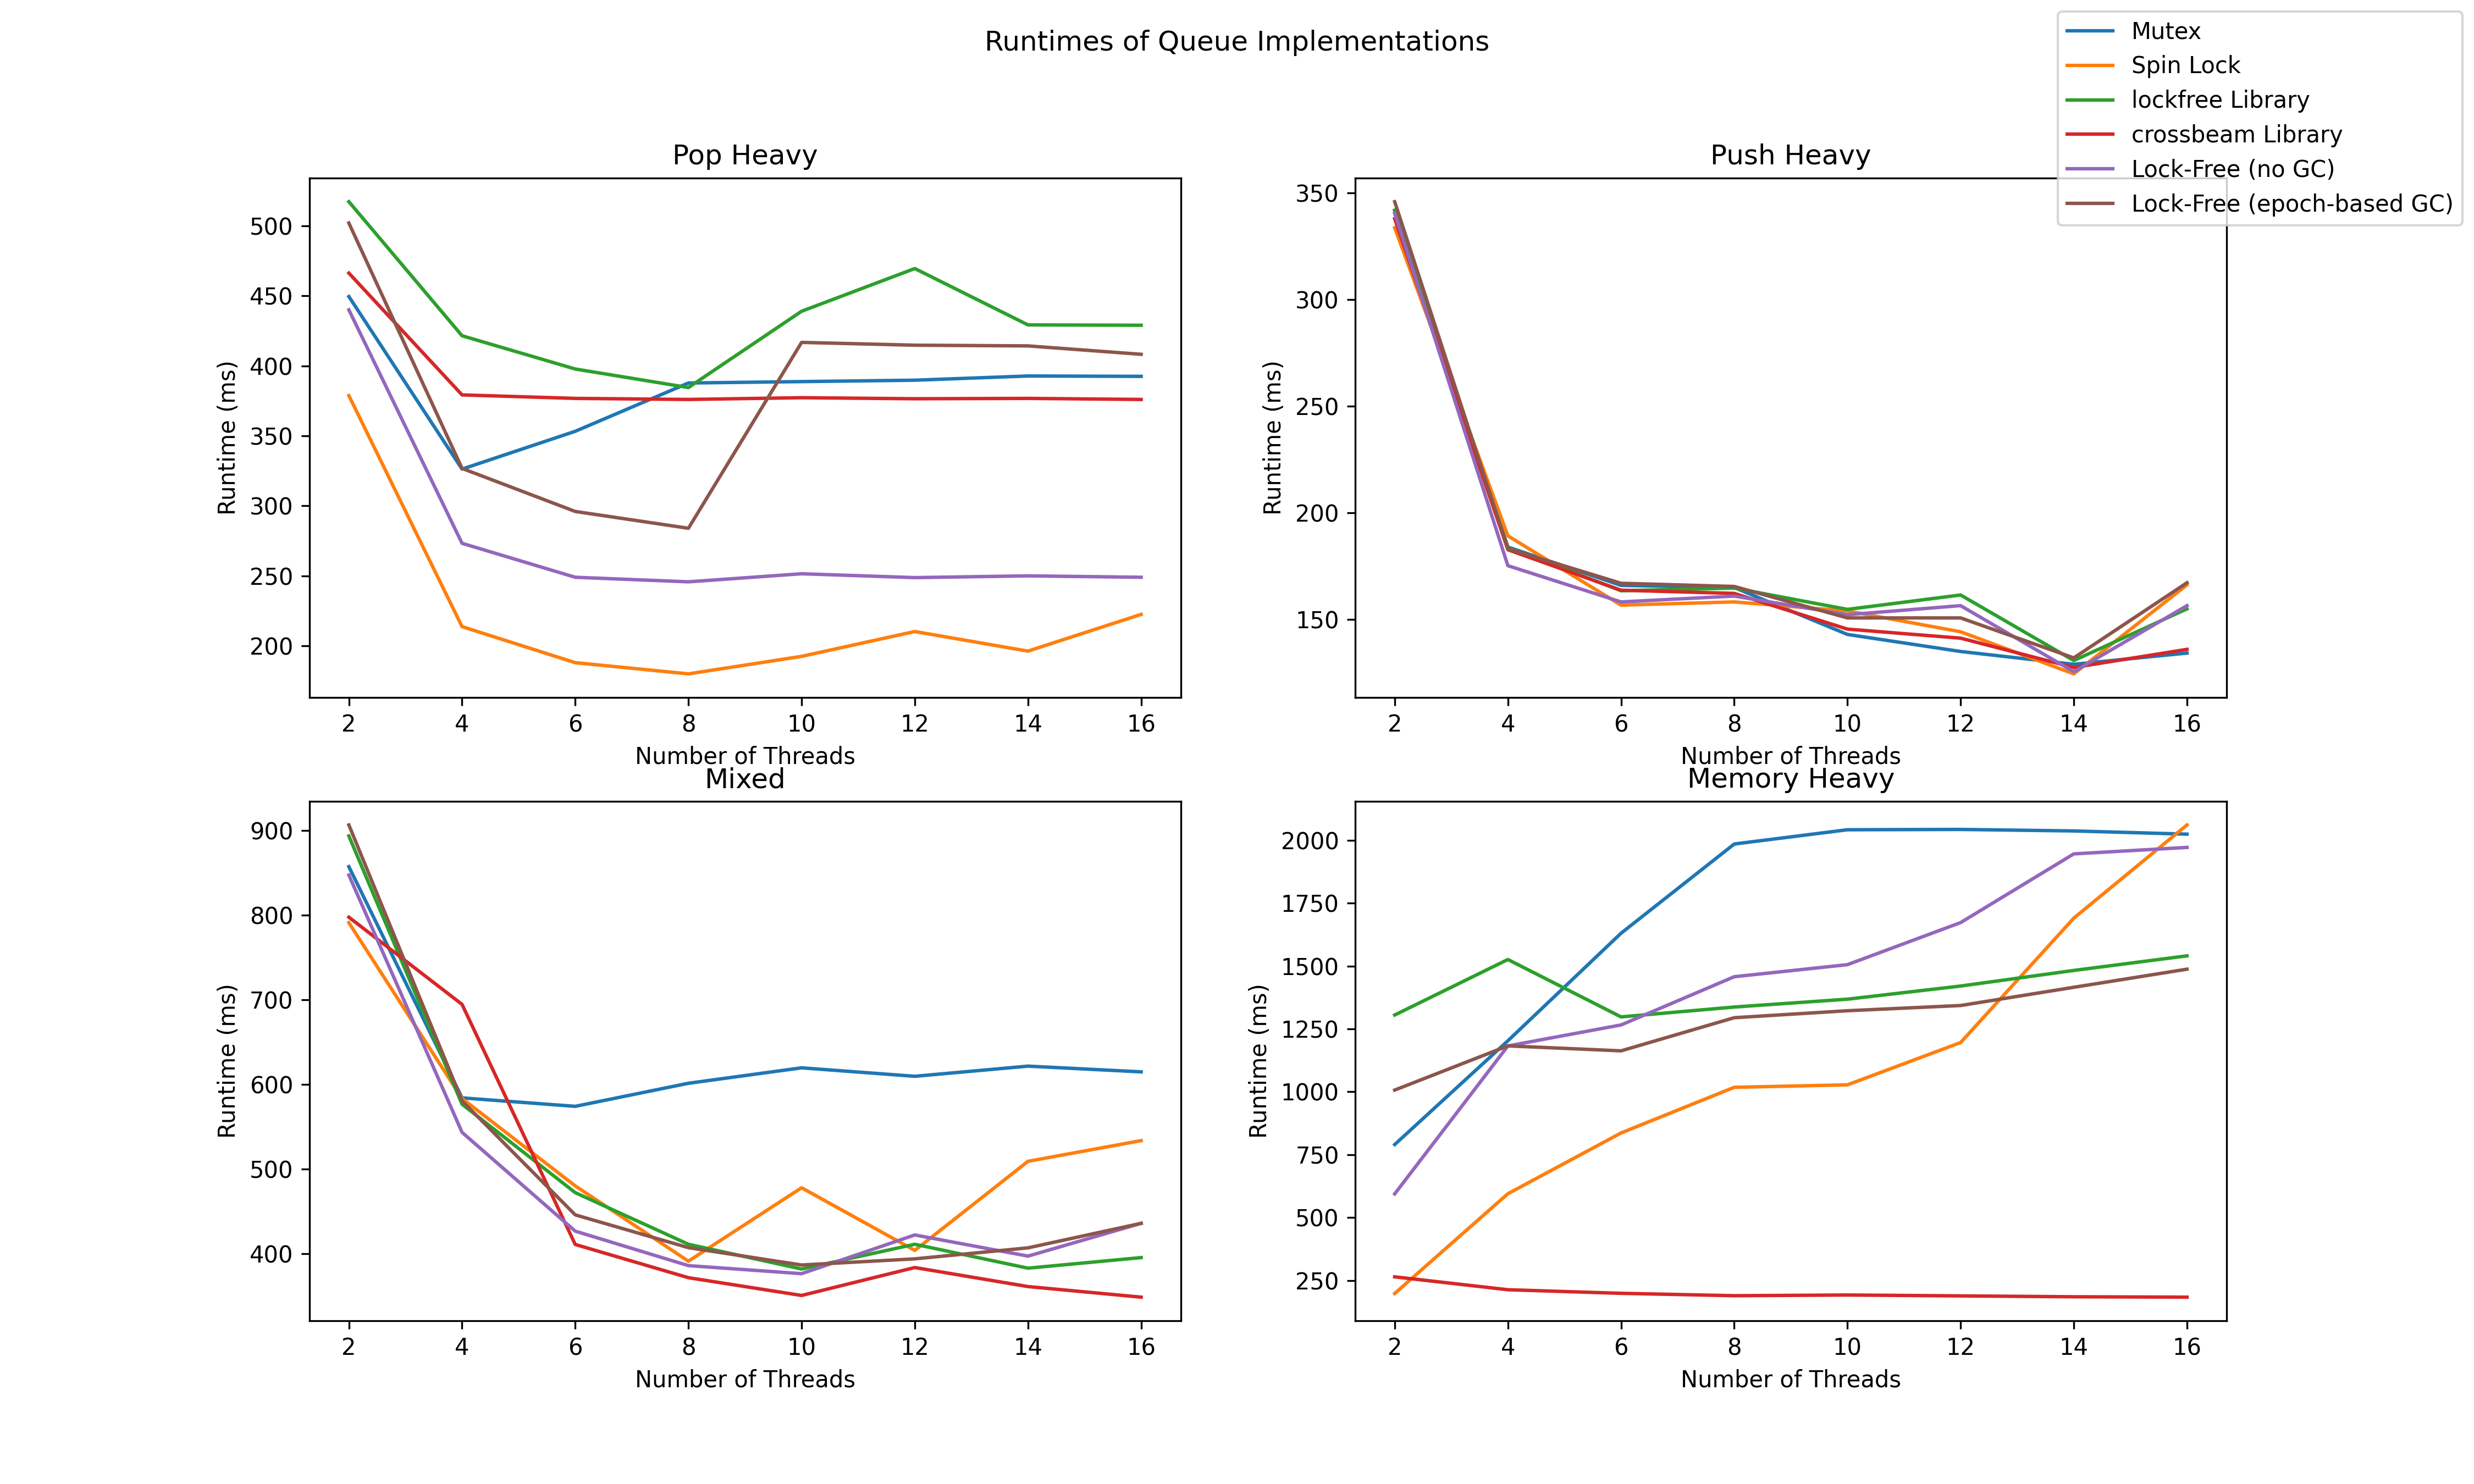 Runtimes of Queue Implementations
Mutex
Spin Lock
lockfree Library
crossbeam Library
Lock-Free (no GC)
Lock-Free (epoch-based GC)
Pop Heavy
Runtime (ms)
500
450
400
350
300
250
200
2 4 6 8 10 12 14 16
Number of Threads
Push Heavy
Runtime (ms)
350
300
250
200
150
2 4 6 8 10 12 14 16
Number of Threads
Mixed
Runtime (ms)
900
800
700
600
500
400
2 4 6 8 10 12 14 16
Number of Threads
Memory Heavy
Runtime (ms)
2000
1750
1500
1250
1000
750
500
250
2 4 6 8 10 12 14 16
Number of Threads